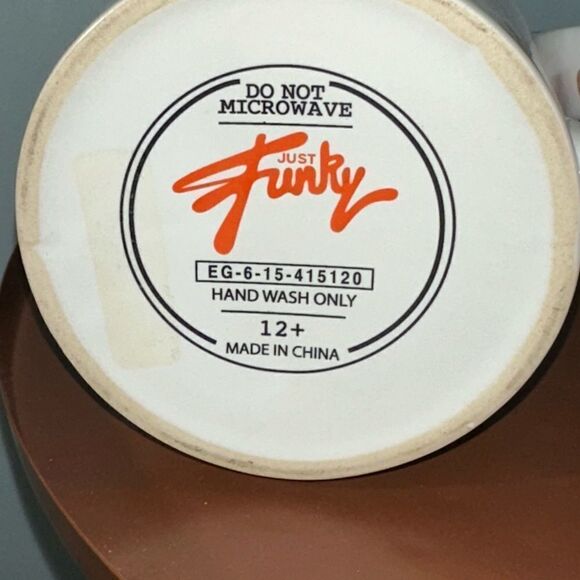 DO NOT
MICROWAVE
JUST
Funky
EG-6-15-415120
HAND WASH ONLY
12+
MADE IN CHINA